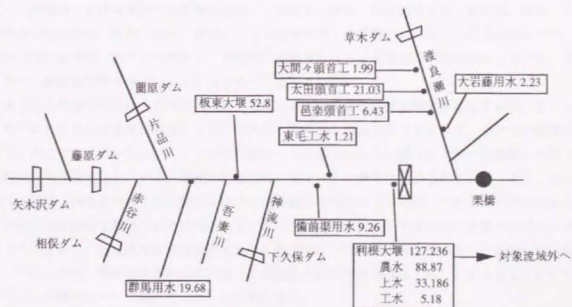 草木ダム
渡良瀬川
大間々頭首工 1.99
太田頭首工 21.03
邑楽頭首工 6.43
大岩藤用水 2.23
薗原ダム
片品川
板東大堰 52.8
東毛工水 1.21
藤原ダム
矢木沢ダム
赤谷川
相俣ダム
吾妻川
神流川
下久保ダム
備前渠用水 9.26
栗橋
群馬用水 19.68
利根大堰 127.236
農水 88.87
上水 33.186
工水 5.18
対象流域外へ